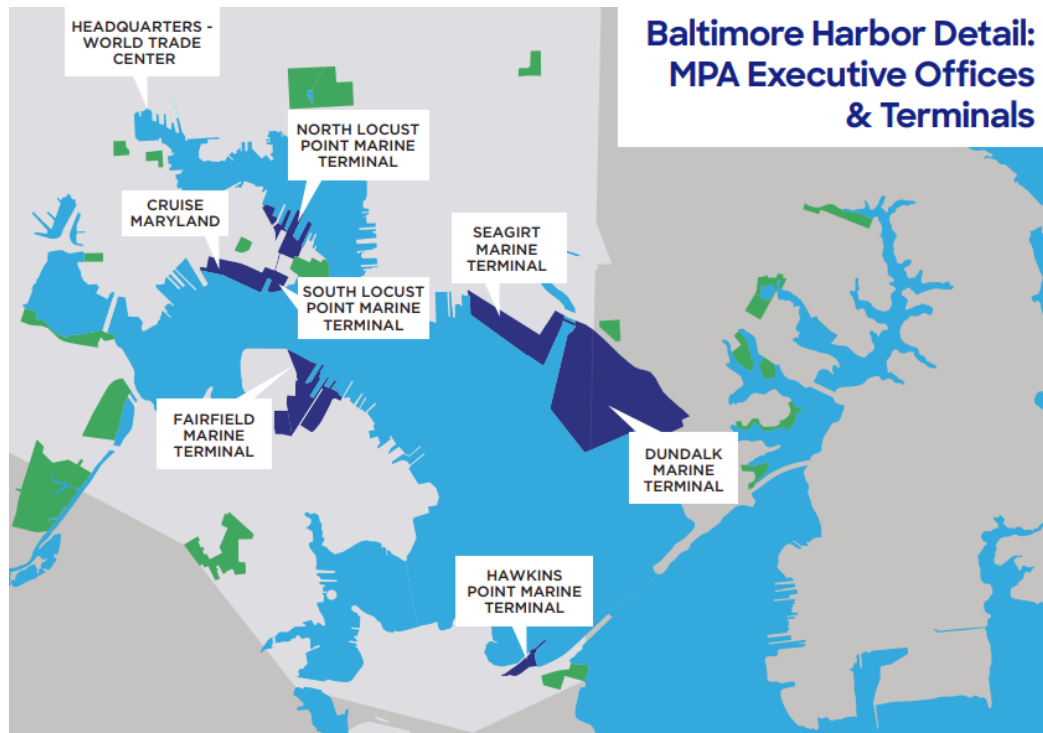 Baltimore Harbor Detail:
MPA Executive Offices
& Terminals
HEADQUARTERS -
WORLD TRADE
CENTER
NORTH LOCUST
POINT MARINE
TERMINAL
CRUISE
MARYLAND
SEAGIRT
MARINE
TERMINAL
SOUTH LOCUST
POINT MARINE
TERMINAL
FAIRFIELD
MARINE
TERMINAL
DUNDALK
MARINE
TERMINAL
HAWKINS
POINT MARINE
TERMINAL